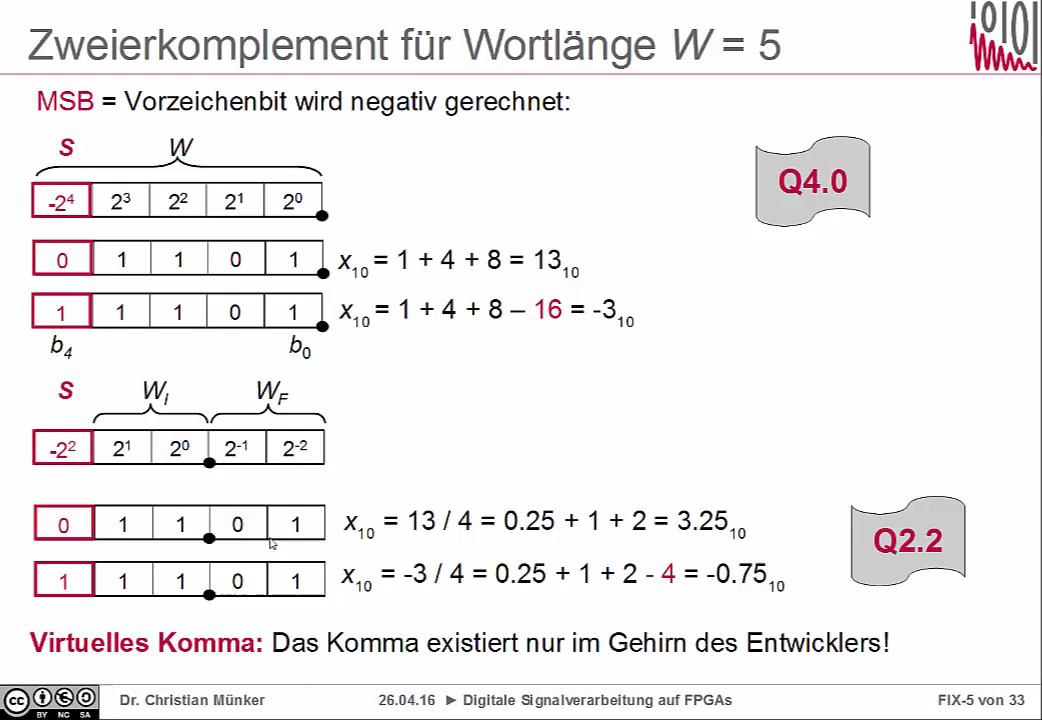 Zweierkomplement für Wortlänge W = 5
MSB = Vorzeichenbit wird negativ gerechnet:
S W
-2⁴ 2³ 2² 2¹ 2⁰
Q4.0
0 1 1 0 1 x₁₀ = 1 + 4 + 8 = 13₁₀
1 1 1 0 1 x₁₀ = 1 + 4 + 8 – 16 = -3₁₀
b₄ b₀
S W_I W_F
-2² 2¹ 2⁰ 2⁻¹ 2⁻²
0 1 1 0 1 x₁₀ = 13 / 4 = 0.25 + 1 + 2 = 3.25₁₀
Q2.2
1 1 1 0 1 x₁₀ = -3 / 4 = 0.25 + 1 + 2 - 4 = -0.75₁₀
Virtuelles Komma: Das Komma existiert nur im Gehirn des Entwicklers!
cc BY NC SA
Dr. Christian Münker 26.04.16 ► Digitale Signalverarbeitung auf FPGAs FIX-5 von 33